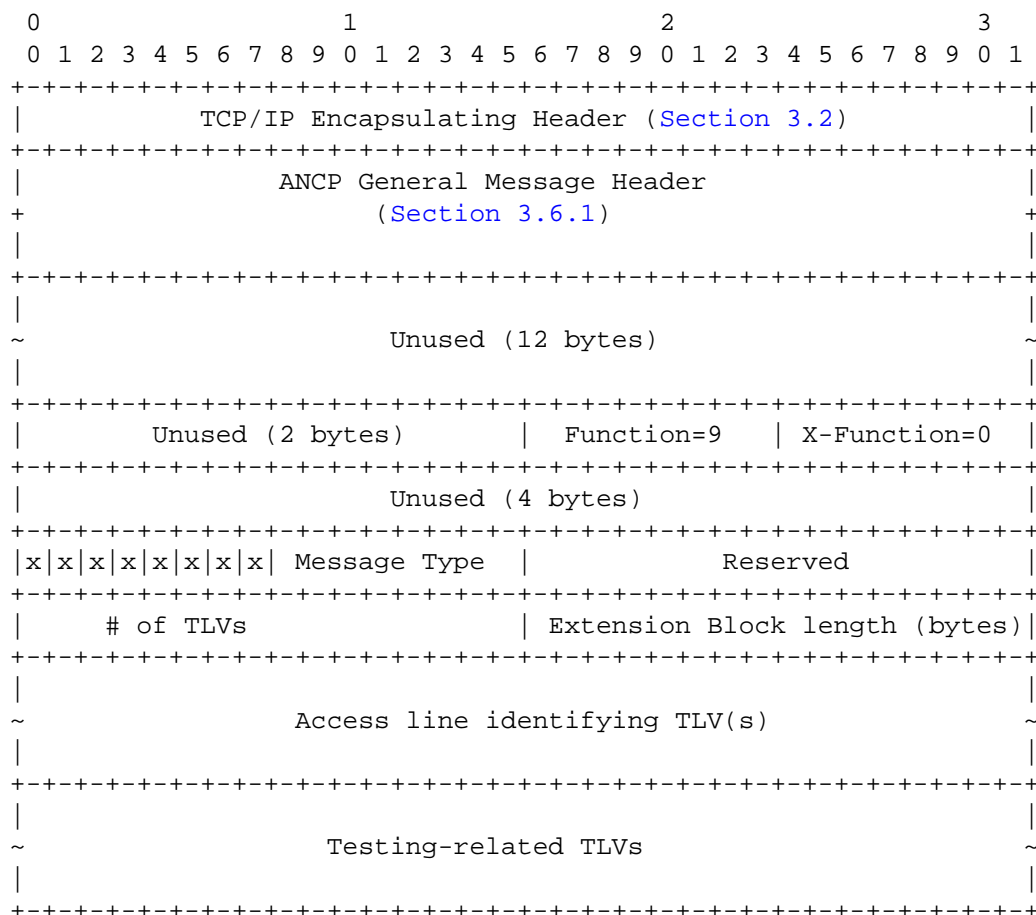 0                   1                   2                   3
 0 1 2 3 4 5 6 7 8 9 0 1 2 3 4 5 6 7 8 9 0 1 2 3 4 5 6 7 8 9 0 1
+-+-+-+-+-+-+-+-+-+-+-+-+-+-+-+-+-+-+-+-+-+-+-+-+-+-+-+-+-+-+-+-+
|           TCP/IP Encapsulating Header (Section 3.2)           |
+-+-+-+-+-+-+-+-+-+-+-+-+-+-+-+-+-+-+-+-+-+-+-+-+-+-+-+-+-+-+-+-+
|                ANCP General Message Header                    |
+                      (Section 3.6.1)                          +
|                                                               |
+-+-+-+-+-+-+-+-+-+-+-+-+-+-+-+-+-+-+-+-+-+-+-+-+-+-+-+-+-+-+-+-+
|                                                               |
~                       Unused (12 bytes)                       ~
|                                                               |
+-+-+-+-+-+-+-+-+-+-+-+-+-+-+-+-+-+-+-+-+-+-+-+-+-+-+-+-+-+-+-+-+
|        Unused (2 bytes)       |  Function=9   | X-Function=0  |
+-+-+-+-+-+-+-+-+-+-+-+-+-+-+-+-+-+-+-+-+-+-+-+-+-+-+-+-+-+-+-+-+
|                       Unused (4 bytes)                        |
+-+-+-+-+-+-+-+-+-+-+-+-+-+-+-+-+-+-+-+-+-+-+-+-+-+-+-+-+-+-+-+-+
|x|x|x|x|x|x|x|x| Message Type  |            Reserved           |
+-+-+-+-+-+-+-+-+-+-+-+-+-+-+-+-+-+-+-+-+-+-+-+-+-+-+-+-+-+-+-+-+
|     # of TLVs                 | Extension Block length (bytes)|
+-+-+-+-+-+-+-+-+-+-+-+-+-+-+-+-+-+-+-+-+-+-+-+-+-+-+-+-+-+-+-+-+
|                                                               |
~                 Access line identifying TLV(s)                ~
|                                                               |
+-+-+-+-+-+-+-+-+-+-+-+-+-+-+-+-+-+-+-+-+-+-+-+-+-+-+-+-+-+-+-+-+
|                                                               |
~                   Testing-related TLVs                        ~
|                                                               |
+-+-+-+-+-+-+-+-+-+-+-+-+-+-+-+-+-+-+-+-+-+-+-+-+-+-+-+-+-+-+-+-+